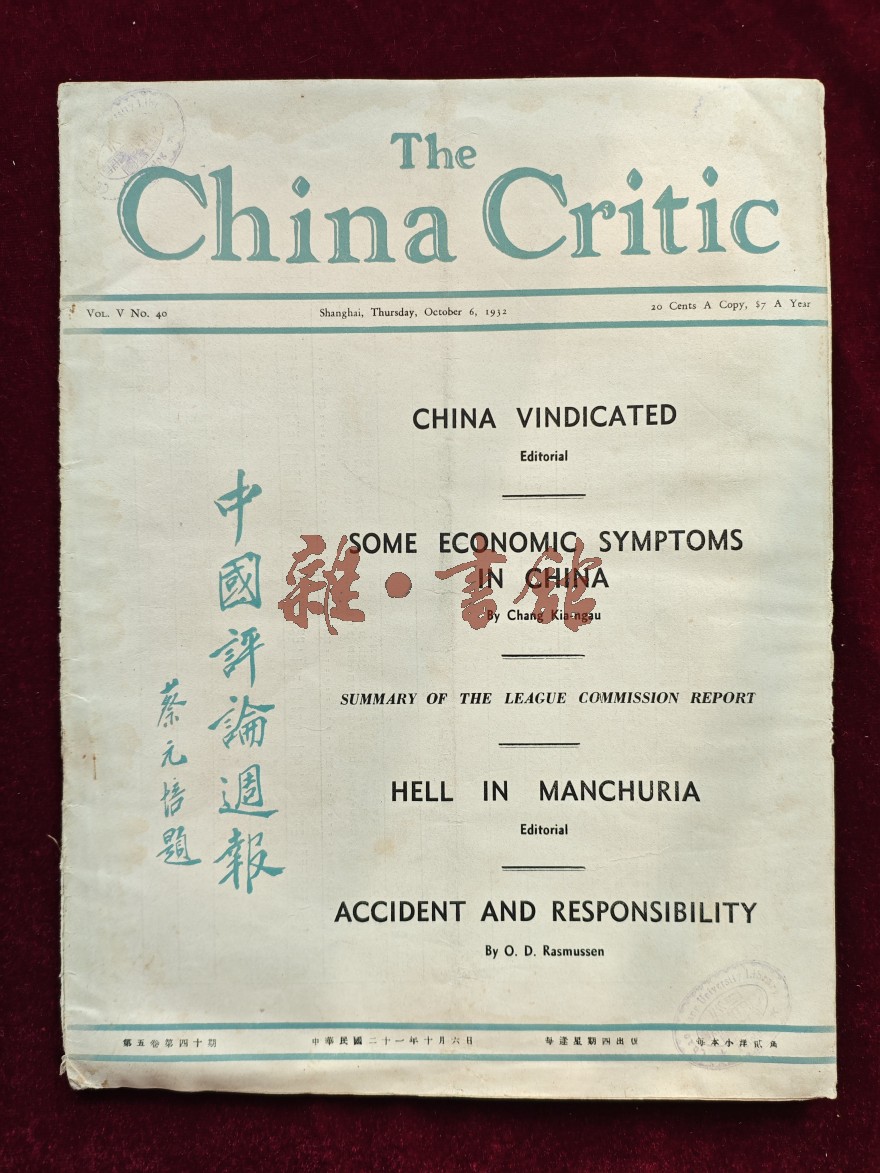 The
China Critic
VOL. V NO. 40
Shanghai, Thursday, October 6, 1932
20 Cents A Copy, $7 A Year
CHINA VINDICATED
Editorial
SOME ECONOMIC SYMPTOMS
IN CHINA
By Chang Kia-ngau
SUMMARY OF THE LEAGUE COMMISSION REPORT
HELL IN MANCHURIA
Editorial
ACCIDENT AND RESPONSIBILITY
By O. D. Rasmussen
中國評論週報
蔡元培題
雜·書館
第五卷第四十期
中華民國二十一年十月六日
每逢星期四出版
每本小洋貳角
University Library